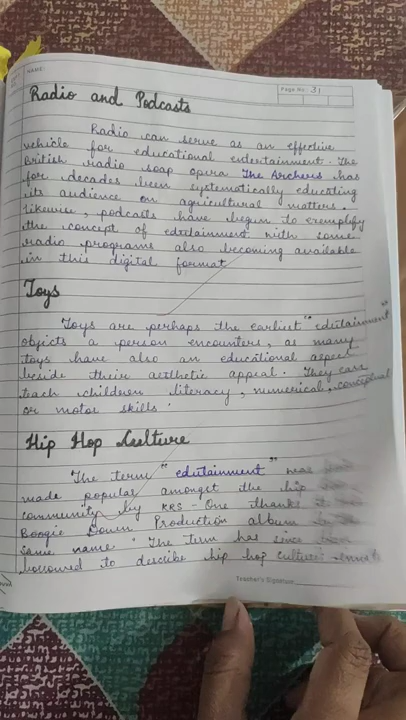 NAME:
Page No. 31
Radio and Podcasts
Radio can serve as an effective
vehicle for educational entertainment. The
British radio soap opera The Archers has
for decades been systematically educating
its audience on agricultural matters.
likewise, podcasts have begun to exemplify
the concept of edutainment with some
radio programs also becoming available
in this digital format
Toys
Toys are perhaps the earliest "edutainment"
objects a person encounters, as many
toys have also an educational aspect
beside their aesthetic appeal. They can
teach children literacy, numerical, conceptual
or motor skills.
Hip Hop Culture
The term "edutainment" was
made popular amongst the hip
community by KRS-One thanks
Boogie Down Production album
same name. The term has since
borrowed to describe hip hop culture
Teacher's Signature